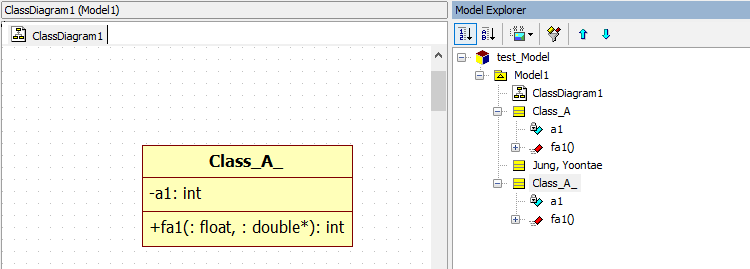 ClassDiagram1 (Model1)
ClassDiagram1
Class_A_
-a1: int
+fa1(: float, : double*): int
Model Explorer
test_Model
Model1
ClassDiagram1
Class_A
a1
fa1()
Jung, Yoontae
Class_A_
a1
fa1()